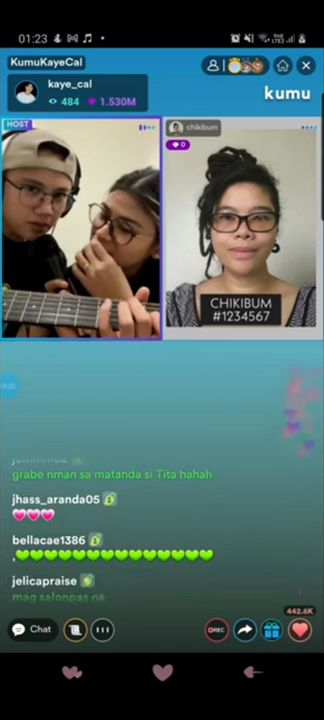 01:23
KumuKayeCal
kaye_cal
484 1.530M
kumu
HOST
chikibum
0
CHIKIBUM
#1234567
grabe nman sa matanda si Tita hahah
jhass_aranda05
bellacae1386
.
jelicapraise
mag salonpas na
442.6K
Chat
REC